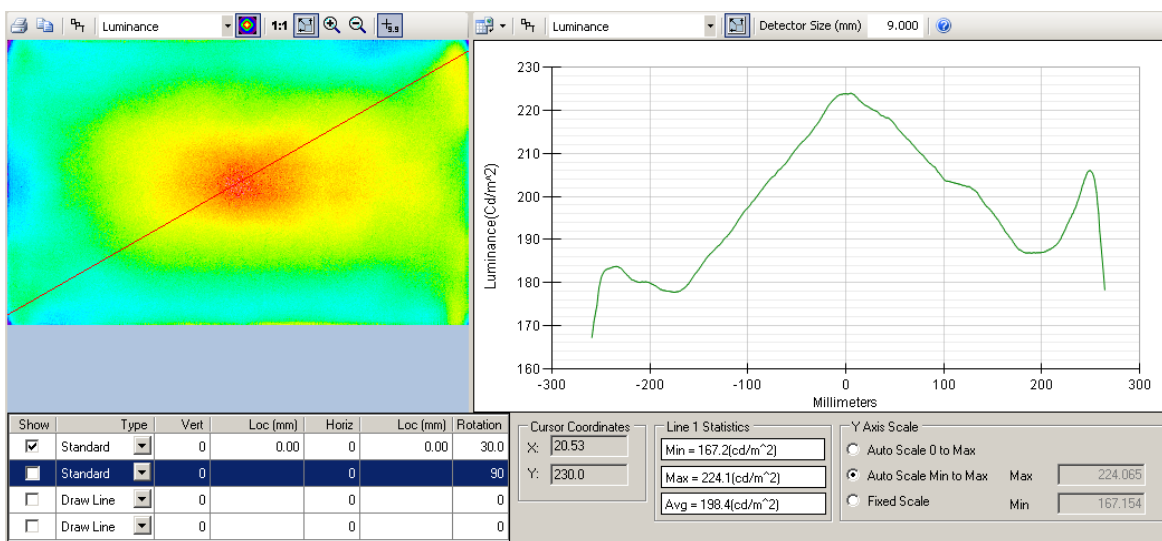 Luminance 1:1 9.9
Luminance Detector Size (mm) 9.000
230
220
210
200
190
180
170
160
Luminance(Cd/m^2)
-300 -200 -100 0 100 200 300
Millimeters
Show Type Vert Loc (mm) Horiz Loc (mm) Rotation
Standard 0 0.00 0 0.00 30.0
Standard 0 0 90
Draw Line 0 0 0
Draw Line 0 0 0
Cursor Coordinates
X: 20.53
Y: 230.0
Line 1 Statistics
Min = 167.2(cd/m^2)
Max = 224.1(cd/m^2)
Avg = 198.4(cd/m^2)
Y Axis Scale
Auto Scale 0 to Max
Auto Scale Min to Max Max 224.065
Fixed Scale Min 167.154